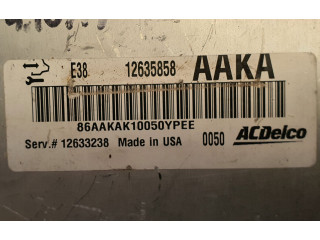 E38 12635858 AAKA
86AAKAK10050YPEE
Serv.# 12633238 Made in USA 0050 ACDelco